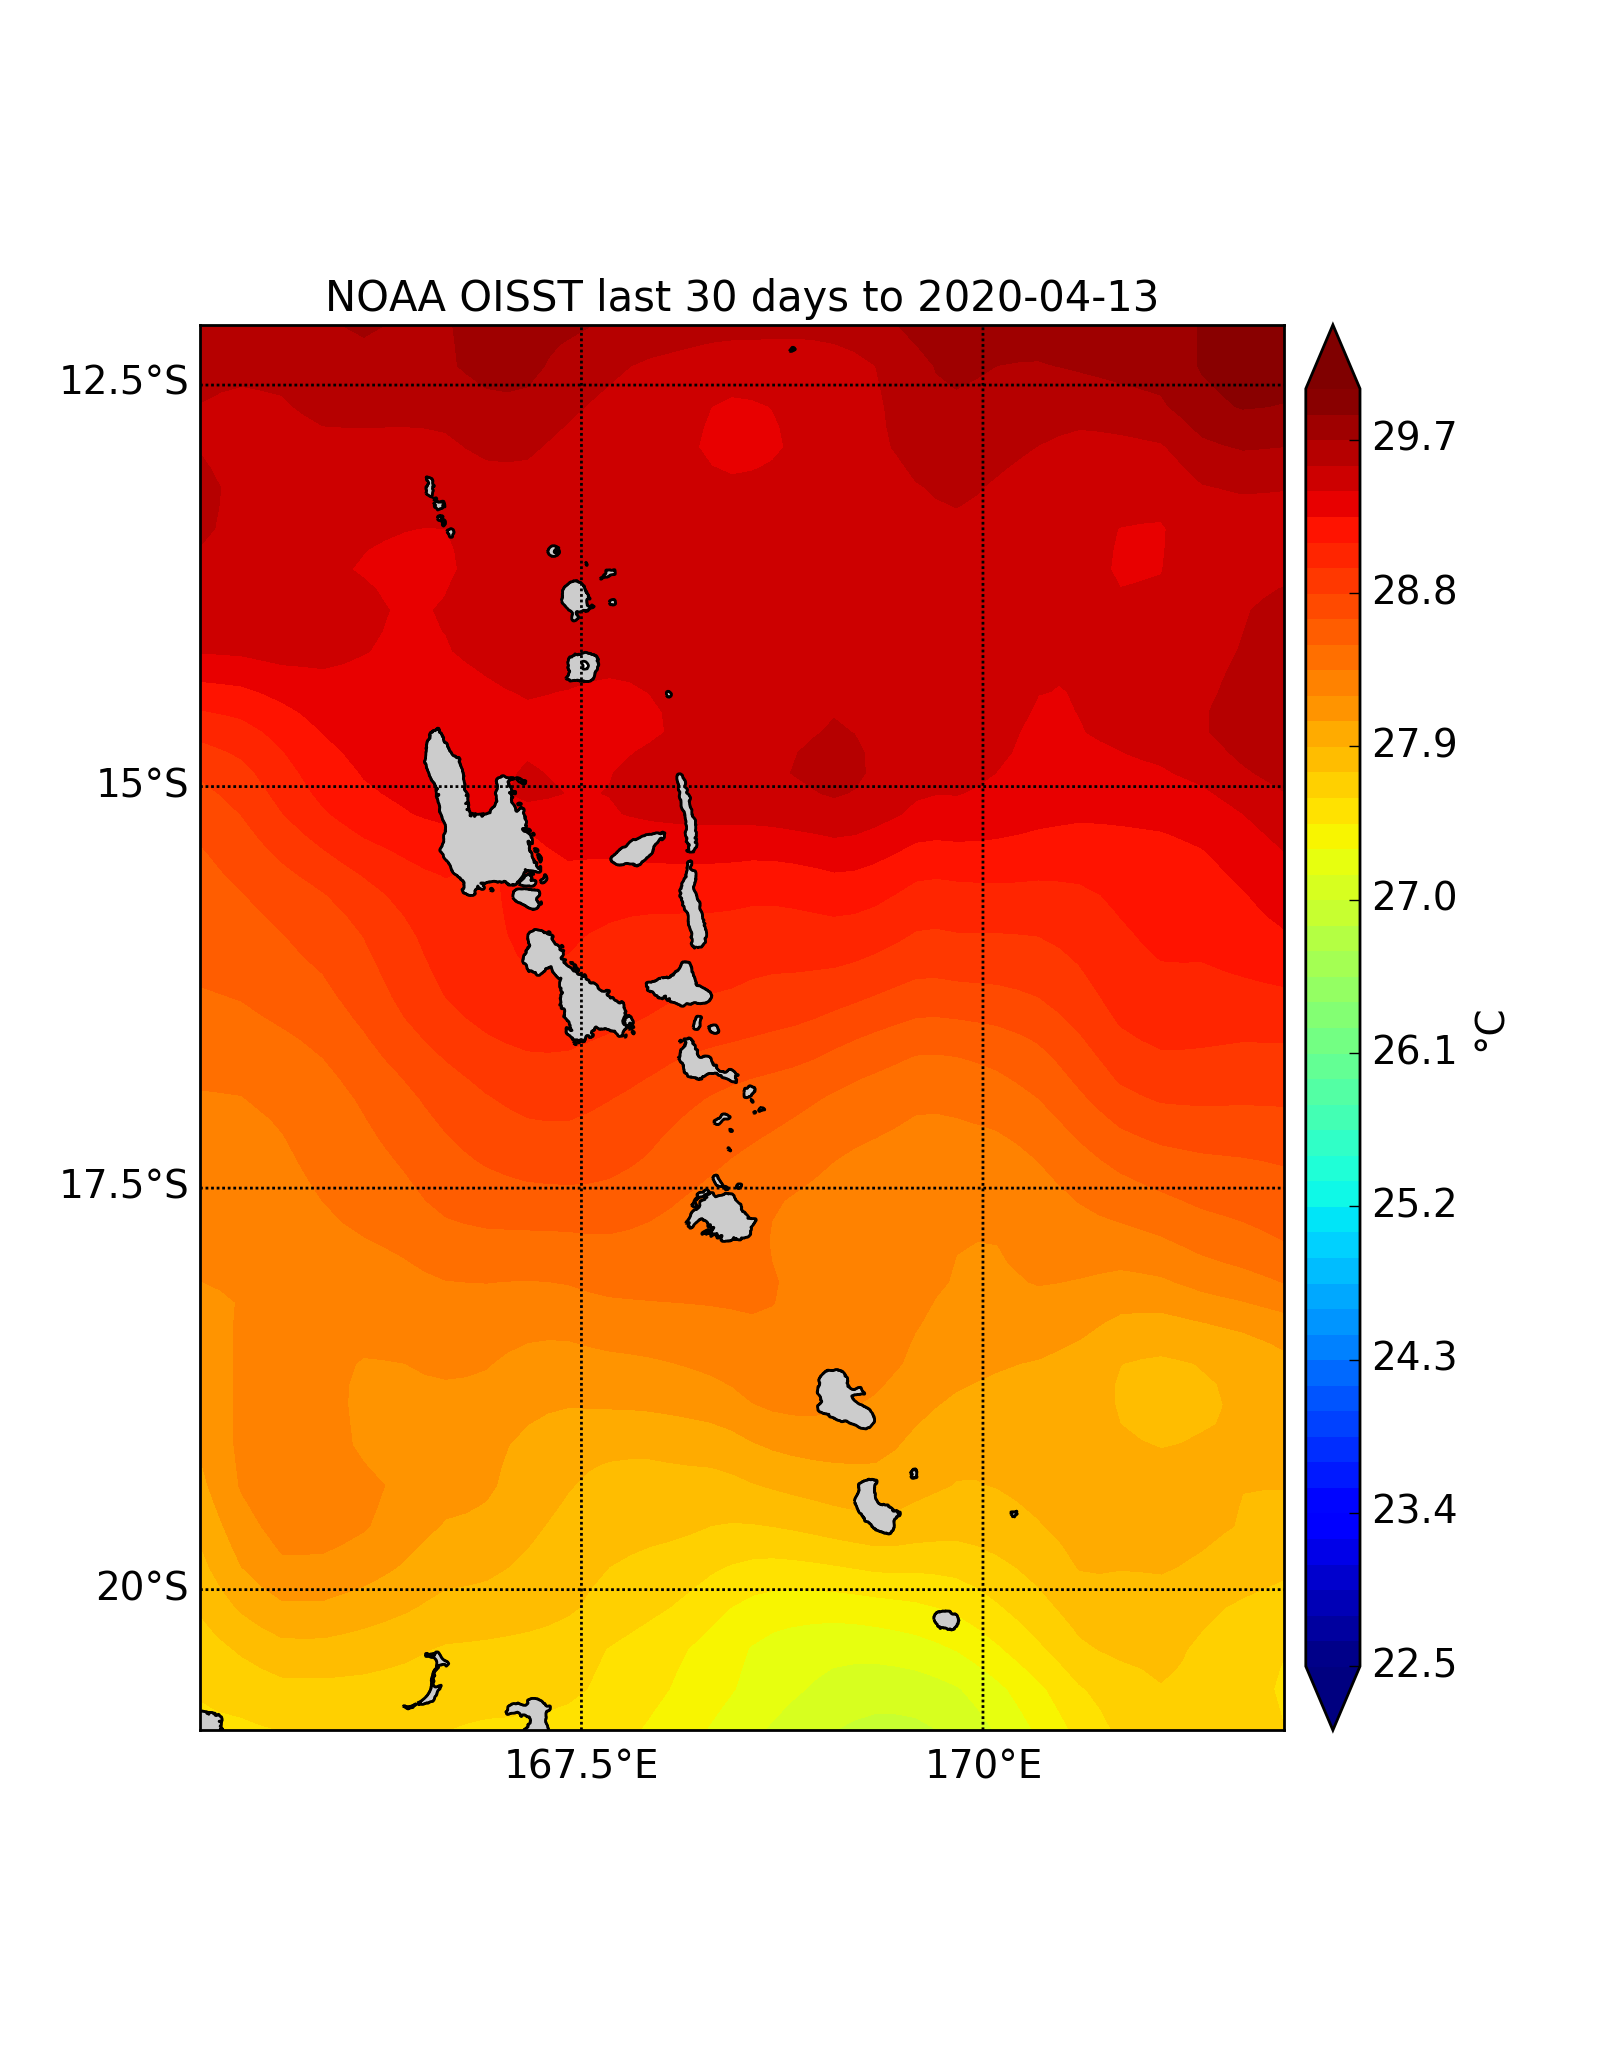 NOAA OISST last 30 days to 2020-04-13
12.5°S
15°S
17.5°S
20°S
167.5°E
170°E
29.7
28.8
27.9
27.0
26.1
25.2
24.3
23.4
22.5
°C